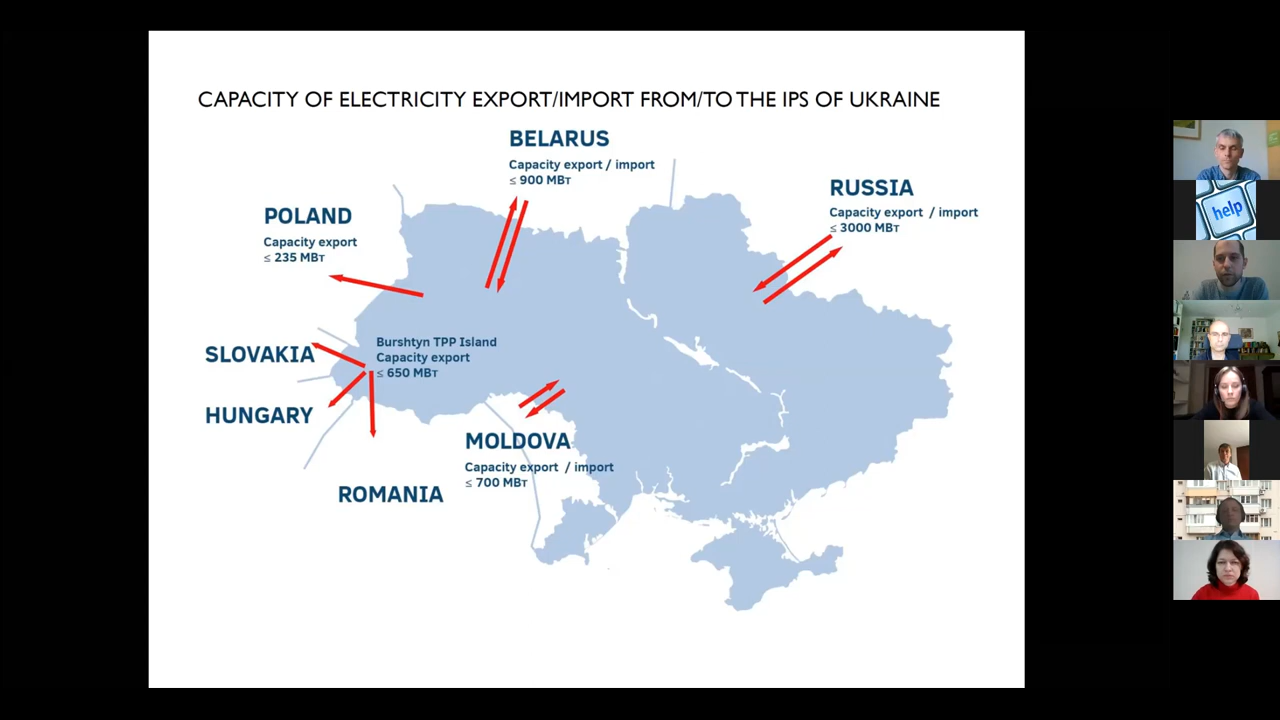 CAPACITY OF ELECTRICITY EXPORT/IMPORT FROM/TO THE IPS OF UKRAINE
BELARUS
Capacity export / import
≤ 900 МВт
RUSSIA
Capacity export / import
≤ 3000 МВт
POLAND
Capacity export
≤ 235 МВт
Burshtyn TPP Island
Capacity export
≤ 650 МВт
SLOVAKIA
HUNGARY
MOLDOVA
Capacity export / import
≤ 700 МВт
ROMANIA
help